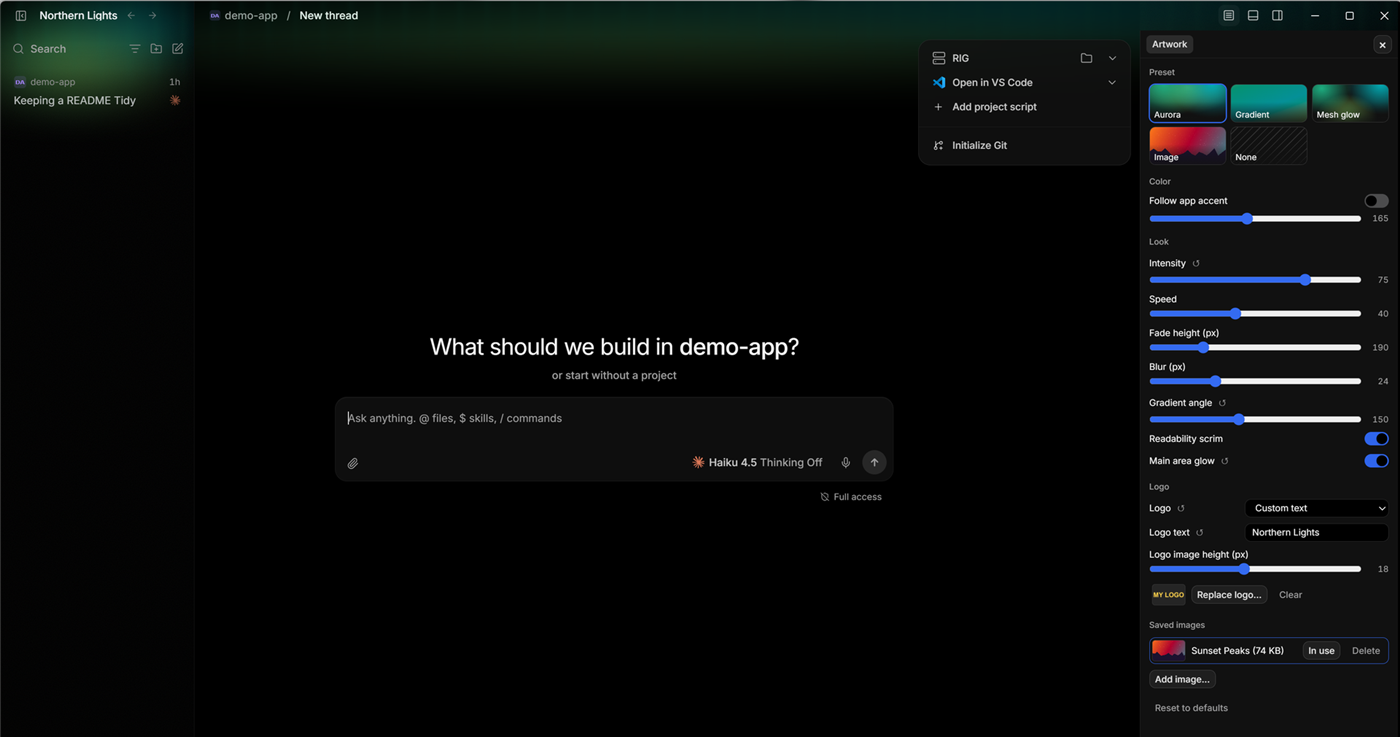 Northern Lights
Search
DA demo-app 1h
Keeping a README Tidy
DA demo-app / New thread
RIG
Open in VS Code
Add project script
Initialize Git
What should we build in demo-app?
or start without a project
Ask anything. @ files, $ skills, / commands
Haiku 4.5 Thinking Off
Full access
Artwork
Preset
Aurora
Gradient
Mesh glow
Image
None
Color
Follow app accent
165
Look
Intensity
75
Speed
40
Fade height (px)
190
Blur (px)
24
Gradient angle
150
Readability scrim
Main area glow
Logo
Logo Custom text
Logo text Northern Lights
Logo image height (px)
18
MY LOGO Replace logo... Clear
Saved images
Sunset Peaks (74 KB) In use Delete
Add image...
Reset to defaults